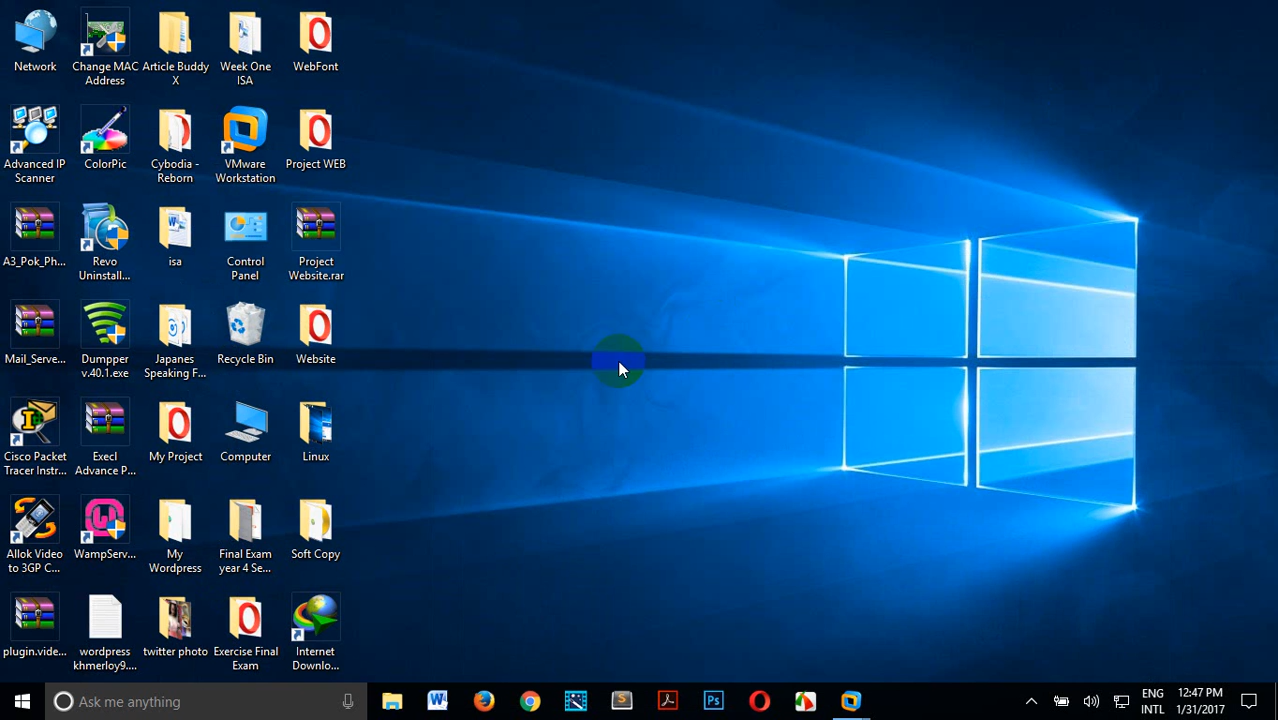 Network
Change MAC
Address
Article Buddy
X
Week One
ISA
WebFont
Advanced IP
Scanner
ColorPic
Cybodia -
Reborn
VMware
Workstation
Project WEB
A3_Pok_Ph...
Revo
Uninstall...
isa
Control
Panel
Project
Website.rar
Mail_Serve...
Dumpper
v.40.1.exe
Japanes
Speaking F...
Recycle Bin
Website
Cisco Packet
Tracer Instr...
Execl
Advance P...
My Project
Computer
Linux
Allok Video
to 3GP C...
WampServ...
My
Wordpress
Final Exam
year 4 Se...
Soft Copy
plugin.vide...
wordpress
khmerloy9....
twitter photo
Exercise Final
Exam
Internet
Downlo...
Ask me anything
ENG
INTL
12:47 PM
1/31/2017